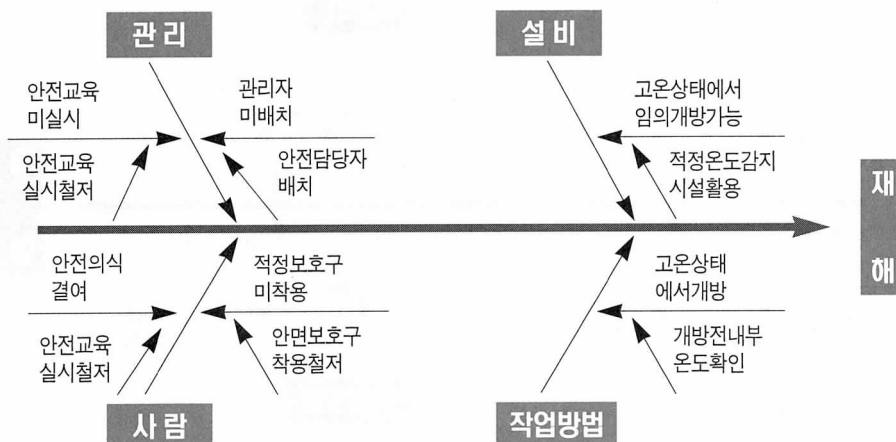 관 리
설 비
안전교육
미실시
관리자
미배치
고온상태에서
임의개방가능
안전교육
실시철저
안전담당자
배치
적정온도감지
시설활용
재
해
안전의식
결여
적정보호구
미착용
고온상태
에서개방
안전교육
실시철저
안면보호구
착용철저
개방전내부
온도확인
사 람
작업방법